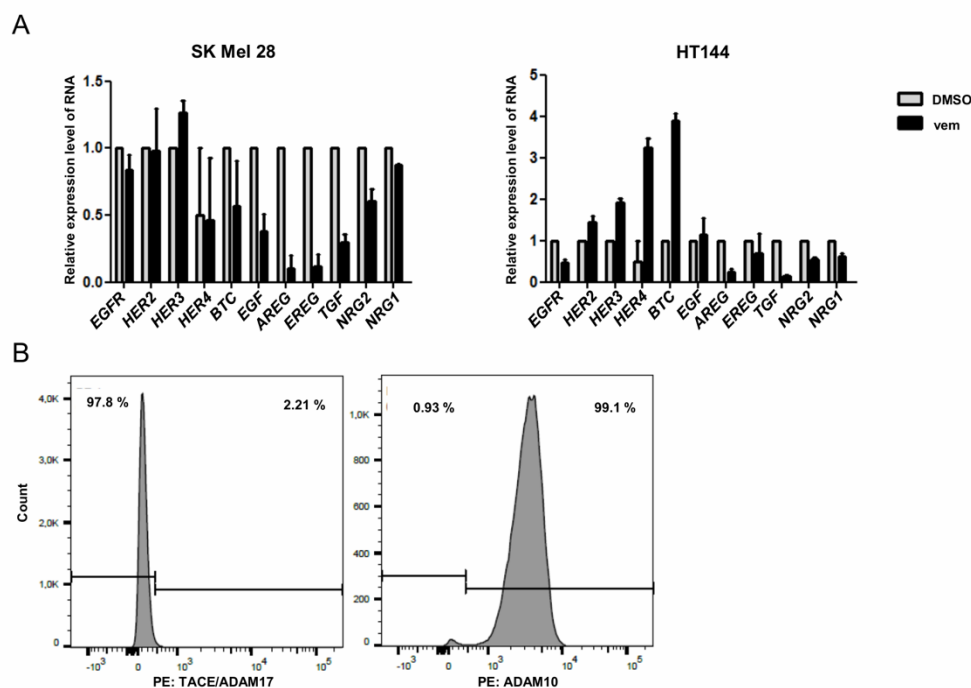 A
SK Mel 28
HT144
Relative expression level of RNA
1.5
1.0
0.5
0.0
EGFR
HER2
HER3
HER4
BTC
EGF
AREG
EREG
TGF
NRG2
NRG1
Relative expression level of RNA
5
4
3
2
1
0
EGFR
HER2
HER3
HER4
BTC
EGF
AREG
EREG
TGF
NRG2
NRG1
DMSO
vem
B
Count
4,0K
3,0K
2,0K
1,0K
0
97.8 %
2.21 %
-10³ 0 10³ 10⁴ 10⁵
PE: TACE/ADAM17
1,0K
800
600
400
200
0
0.93 %
99.1 %
-10³ 0 10³ 10⁴ 10⁵
PE: ADAM10